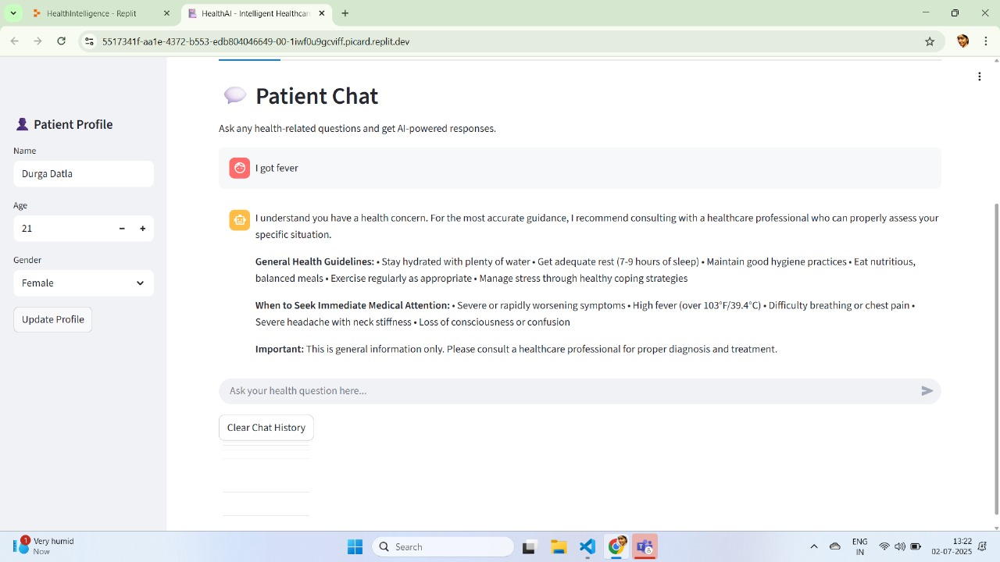 HealthIntelligence - Replit
HealthAI - Intelligent Healthcar
5517341f-aa1e-4372-b553-edb804046649-00-1iwf0u9gcviff.picard.replit.dev
Patient Profile
Name
Durga Datla
Age
21
Gender
Female
Update Profile
Patient Chat
Ask any health-related questions and get AI-powered responses.
I got fever
I understand you have a health concern. For the most accurate guidance, I recommend consulting with a healthcare professional who can properly assess your
specific situation.
General Health Guidelines: • Stay hydrated with plenty of water • Get adequate rest (7-9 hours of sleep) • Maintain good hygiene practices • Eat nutritious,
balanced meals • Exercise regularly as appropriate • Manage stress through healthy coping strategies
When to Seek Immediate Medical Attention: • Severe or rapidly worsening symptoms • High fever (over 103°F/39.4°C) • Difficulty breathing or chest pain •
Severe headache with neck stiffness • Loss of consciousness or confusion
Important: This is general information only. Please consult a healthcare professional for proper diagnosis and treatment.
Ask your health question here...
Clear Chat History
1
Very humid
Now
Search
ENG
IN
13:22
02-07-2025